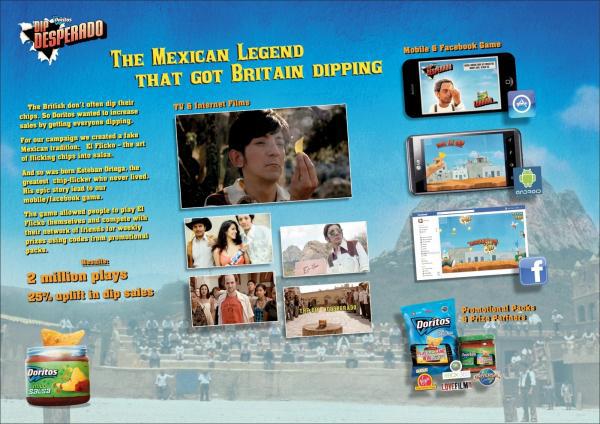 Doritos
DIP
DESPERADO
THE MEXICAN LEGEND
THAT GOT BRITAIN DIPPING
The British don't often dip their
chips. So Doritos wanted to increase
sales by getting everyone dipping.
For our campaign we created a fake
Mexican tradition: El Flicko – the art
of flicking chips into salsa.
And so was born Esteban Ortega, the
greatest chip-flicker who never lived.
His epic story lead to our
mobile/facebook game.
The game allowed people to play El
Flicko themselves and compete with
their network of friends for weekly
prizes using codes from promotional
packs.
Results:
2 million plays
25% uplift in dip sales
Doritos
SALSA
TV & Internet Films
Mobile & Facebook Game
ANDROID
f
Promotional Packs
& Prize Partners
Doritos
LOVEFiLM